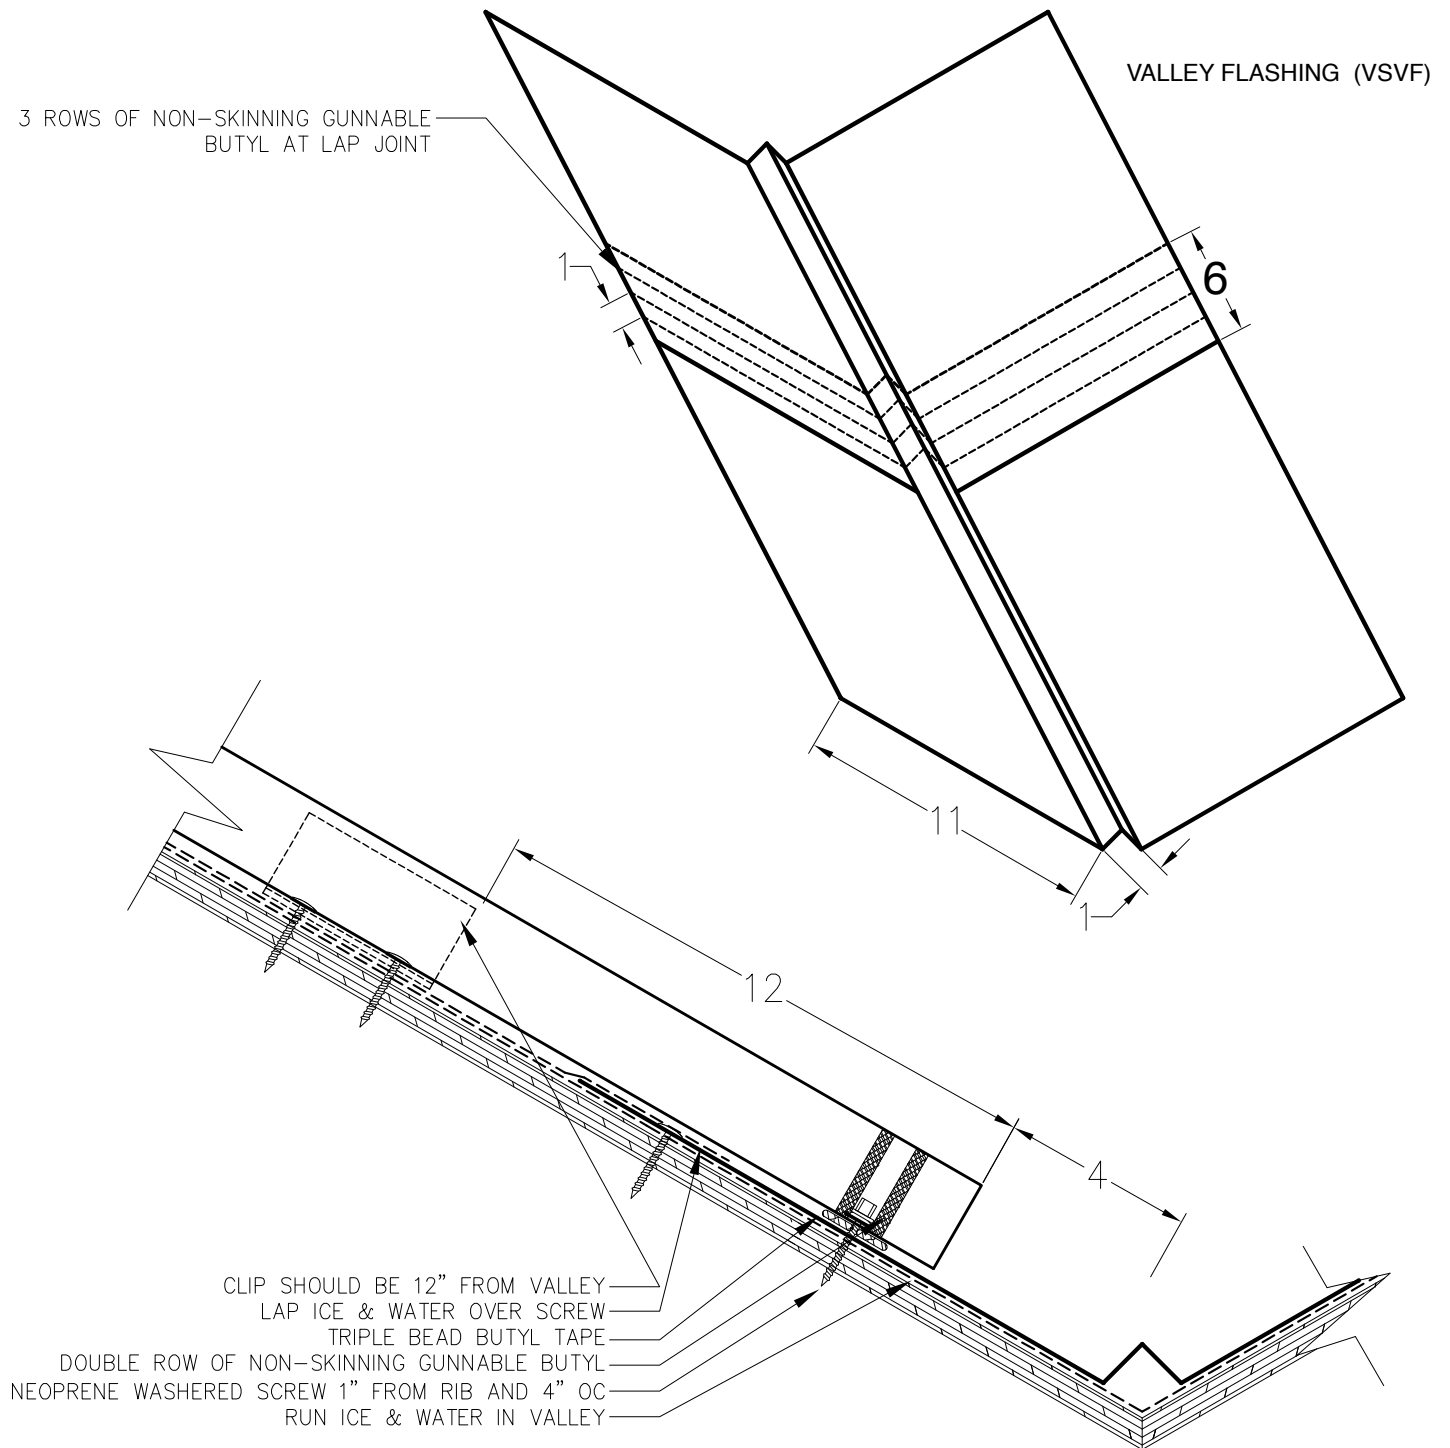 VALLEY FLASHING (VSVF)
3 ROWS OF NON-SKINNING GUNNABLE
BUTYL AT LAP JOINT
1
6
11
1
12
4
CLIP SHOULD BE 12" FROM VALLEY
LAP ICE & WATER OVER SCREW
TRIPLE BEAD BUTYL TAPE
DOUBLE ROW OF NON-SKINNING GUNNABLE BUTYL
NEOPRENE WASHERED SCREW 1" FROM RIB AND 4" OC
RUN ICE & WATER IN VALLEY